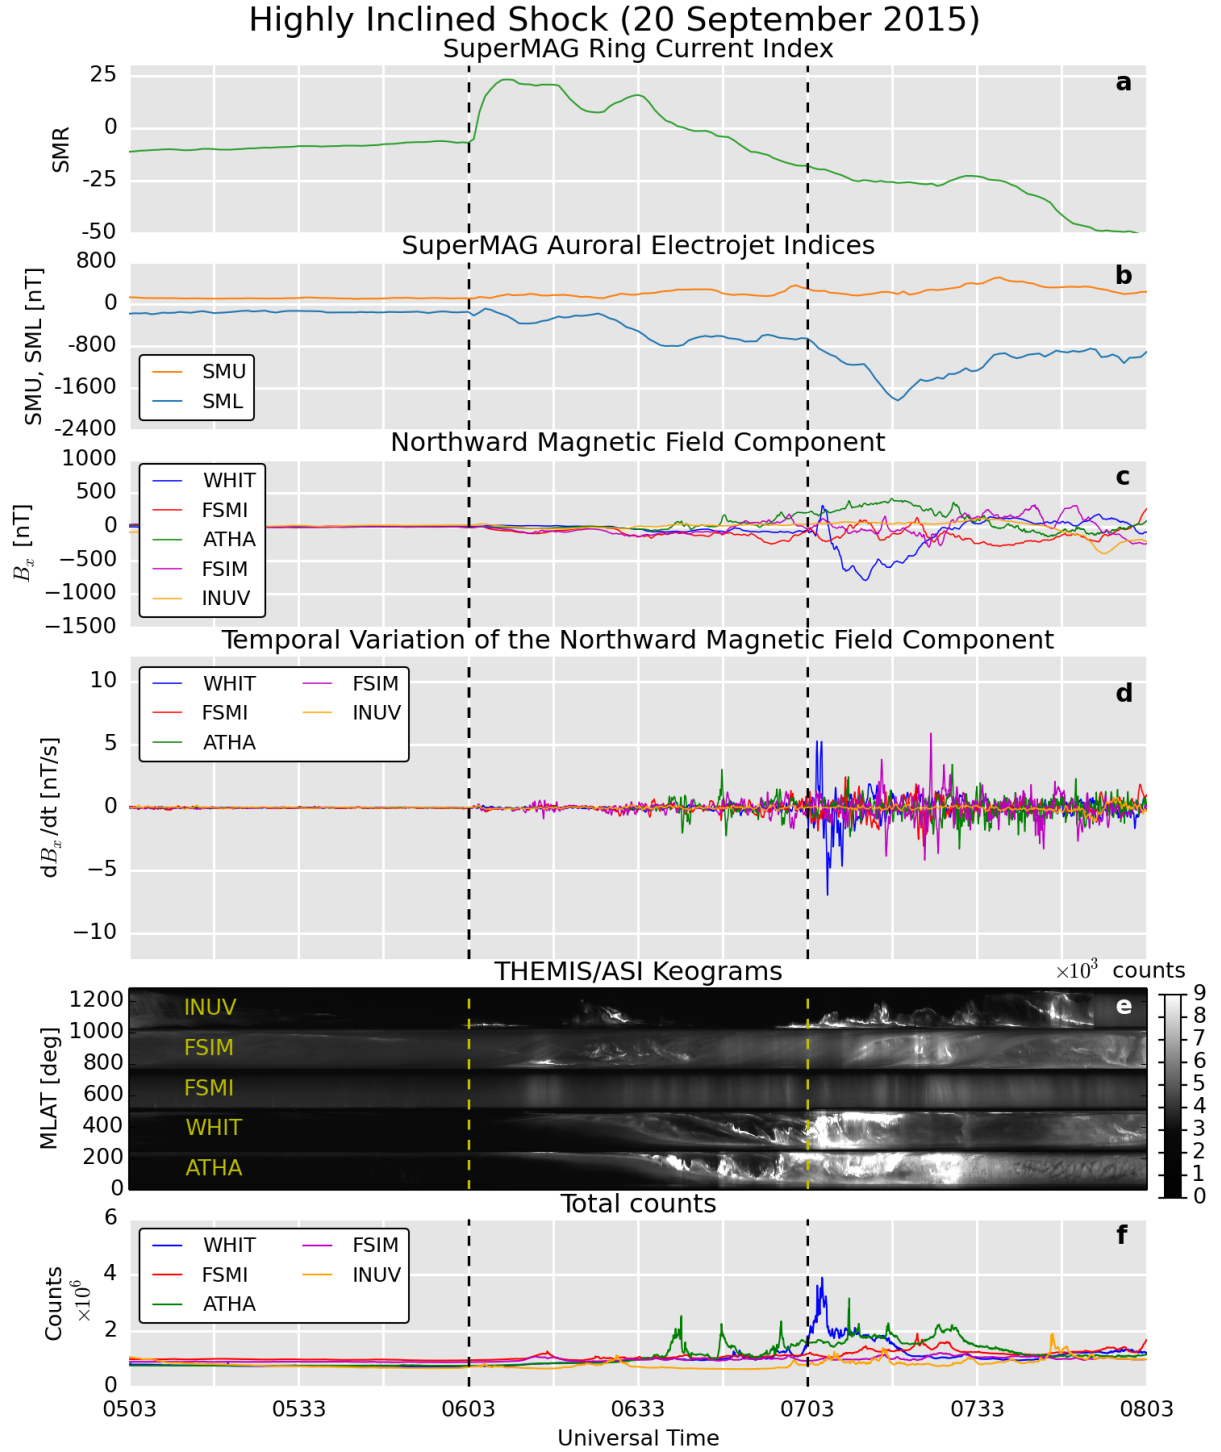 Highly Inclined Shock (20 September 2015)
SuperMAG Ring Current Index
a
SMR
25
0
-25
-50
SuperMAG Auroral Electrojet Indices
b
SMU, SML [nT]
800
0
-800
-1600
-2400
SMU
SML
Northward Magnetic Field Component
c
Bx [nT]
1000
500
0
−500
−1000
−1500
WHIT
FSMI
ATHA
FSIM
INUV
Temporal Variation of the Northward Magnetic Field Component
d
dBx/dt [nT/s]
10
5
0
−5
−10
WHIT FSIM
FSMI INUV
ATHA
THEMIS/ASI Keograms
×10³ counts
e
MLAT [deg]
1200
1000
800
600
400
200
0
INUV
FSIM
FSMI
WHIT
ATHA
9
8
7
6
5
4
3
2
1
0
Total counts
f
Counts
×10⁶
6
4
2
0
WHIT FSIM
FSMI INUV
ATHA
0503 0533 0603 0633 0703 0733 0803
Universal Time